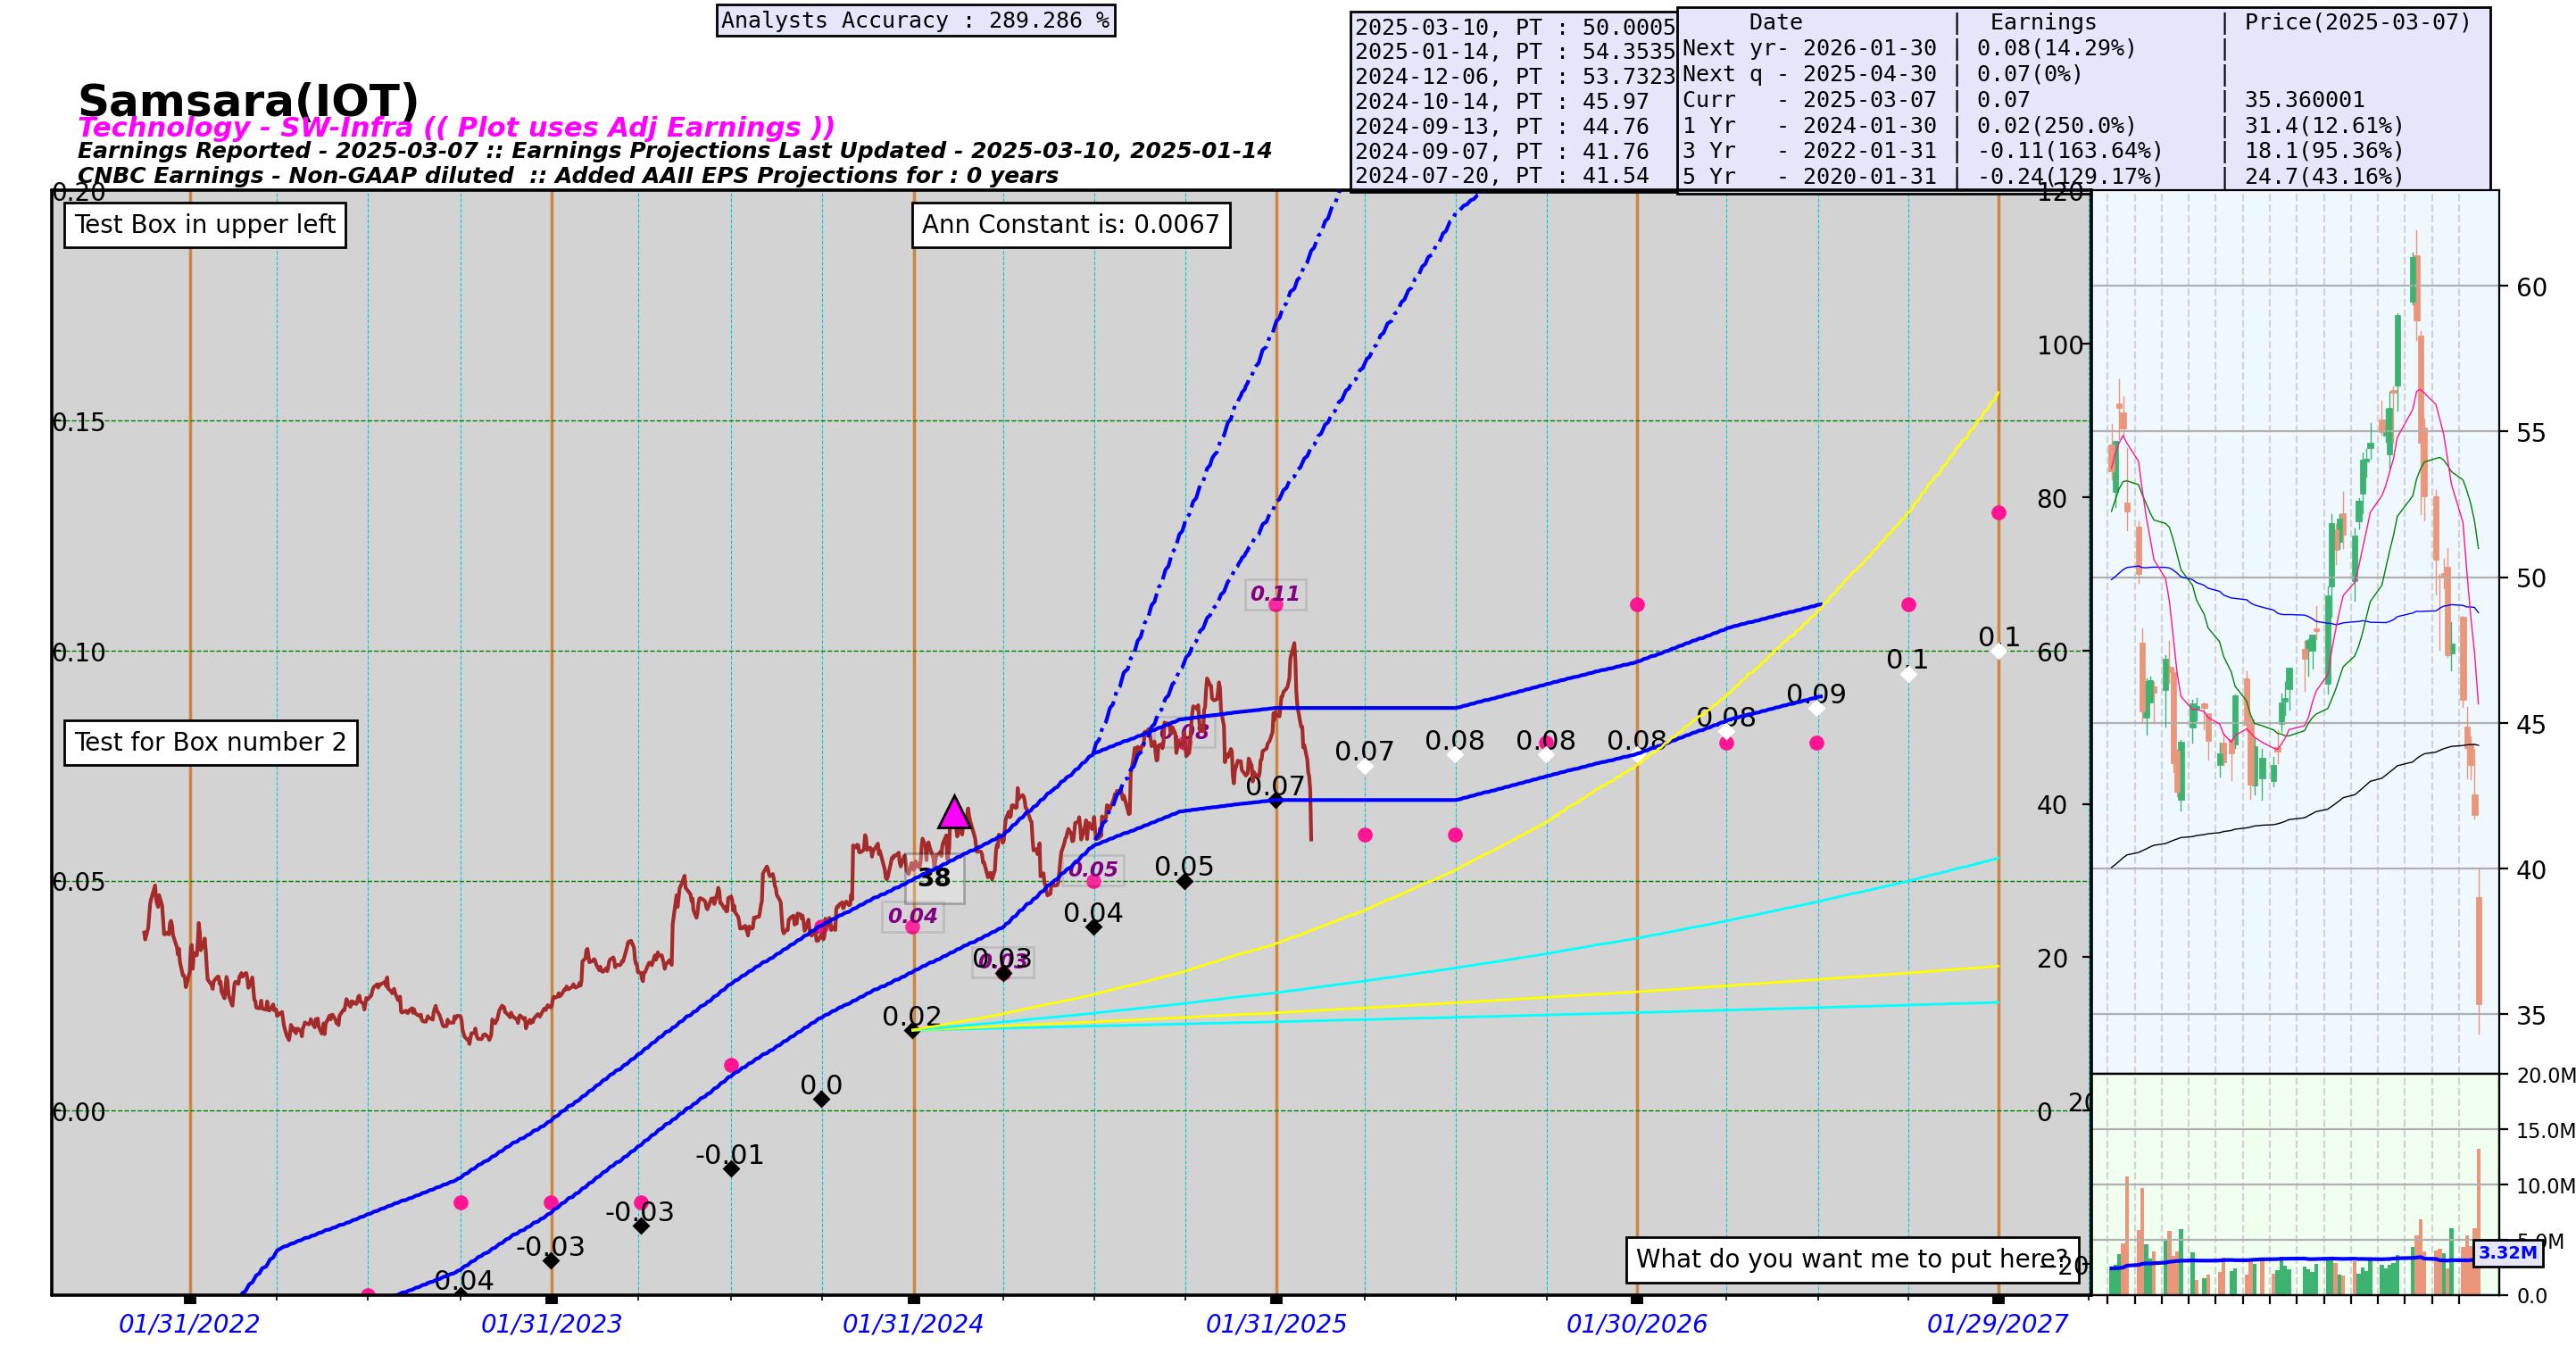 Analysts Accuracy : 289.286 %
2025-03-10, PT : 50.0005
2025-01-14, PT : 54.3535
2024-12-06, PT : 53.7323
2024-10-14, PT : 45.97
2024-09-13, PT : 44.76
2024-09-07, PT : 41.76
2024-07-20, PT : 41.54
Date | Earnings | Price(2025-03-07)
Next yr- 2026-01-30 | 0.08(14.29%) |
Next q - 2025-04-30 | 0.07(0%) |
Curr - 2025-03-07 | 0.07 | 35.360001
1 Yr - 2024-01-30 | 0.02(250.0%) | 31.4(12.61%)
3 Yr - 2022-01-31 | -0.11(163.64%) | 18.1(95.36%)
5 Yr - 2020-01-31 | -0.24(129.17%) | 24.7(43.16%)
Samsara(IOT)
Technology - SW-Infra (( Plot uses Adj Earnings ))
Earnings Reported - 2025-03-07 :: Earnings Projections Last Updated - 2025-03-10, 2025-01-14
CNBC Earnings - Non-GAAP diluted :: Added AAII EPS Projections for : 0 years
0.20
120
Test Box in upper left
Ann Constant is: 0.0067
60
100
0.15
55
80
0.11
50
0.10
60
0.1
0.1
0.09
0.08
45
0.08
Test for Box number 2
0.07
0.08
0.08
0.08
0.07
40
0.05
38
0.05
0.05
40
0.04
0.04
0.03
0.03
20
0.02
35
20.0M
0.0
0.00
0
20
15.0M
-0.01
10.0M
-0.03
-0.03
5.0M
3.32M
What do you want me to put here?
-20
0.04
0.0
01/31/2022
01/31/2023
01/31/2024
01/31/2025
01/30/2026
01/29/2027